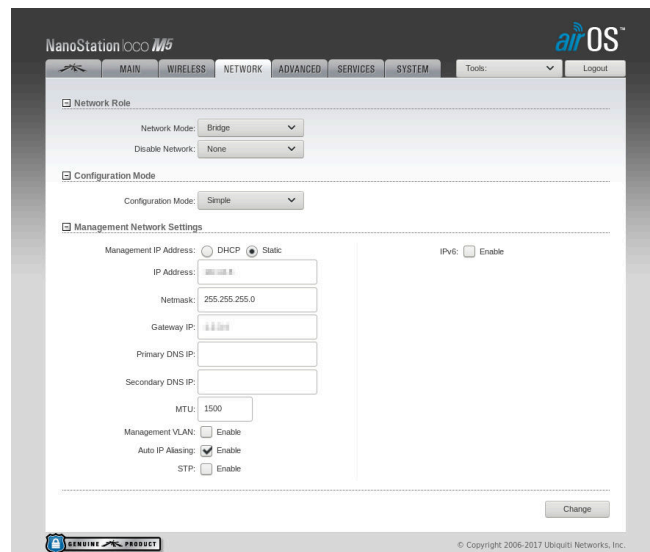 NanoStation loco M5
airOS™
MAIN WIRELESS NETWORK ADVANCED SERVICES SYSTEM Tools: Logout
Network Role
Network Mode: Bridge
Disable Network: None
Configuration Mode
Configuration Mode: Simple
Management Network Settings
Management IP Address: DHCP Static
IPv6: Enable
IP Address:
Netmask: 255.255.255.0
Gateway IP:
Primary DNS IP:
Secondary DNS IP:
MTU: 1500
Management VLAN: Enable
Auto IP Aliasing: Enable
STP: Enable
Change
GENUINE PRODUCT
© Copyright 2006-2017 Ubiquiti Networks, Inc.